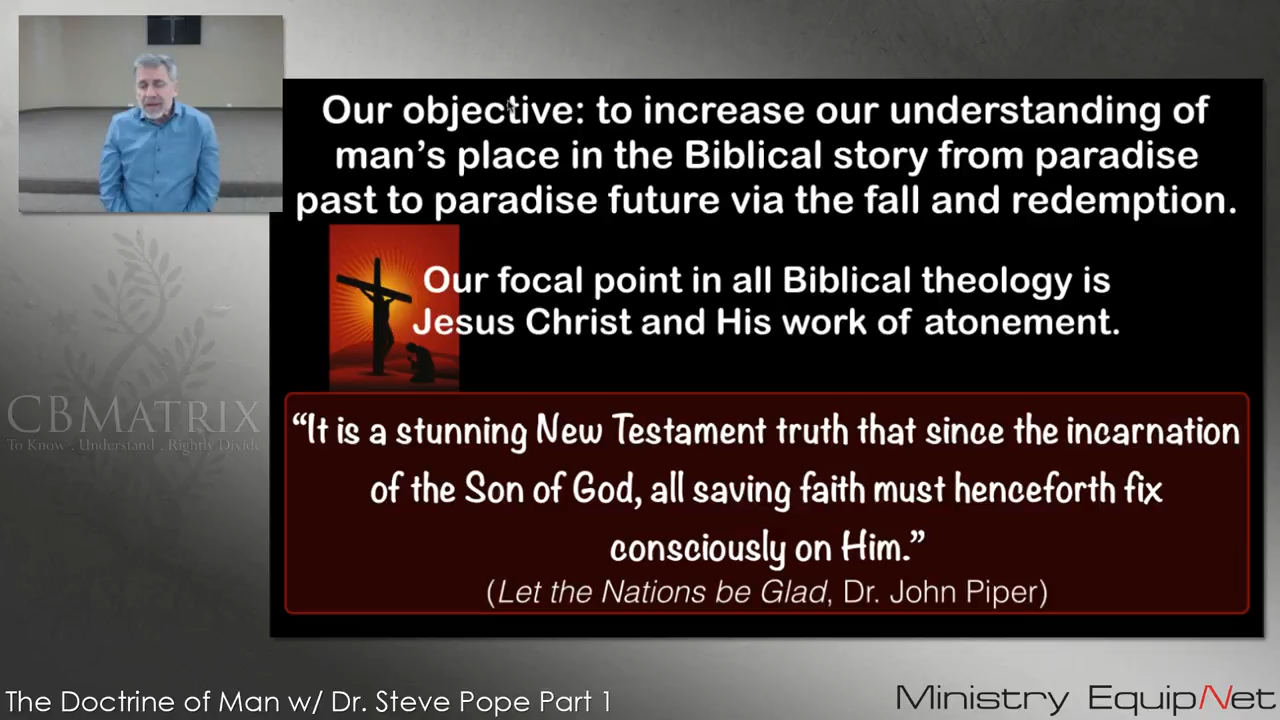 Our objective: to increase our understanding of
man's place in the Biblical story from paradise
past to paradise future via the fall and redemption.
Our focal point in all Biblical theology is
Jesus Christ and His work of atonement.
“It is a stunning New Testament truth that since the incarnation
of the Son of God, all saving faith must henceforth fix
consciously on Him.”
(Let the Nations be Glad, Dr. John Piper)
CBMATRIX
To Know . Understand . Rightly Divide
The Doctrine of Man w/ Dr. Steve Pope Part 1
Ministry EquipNet